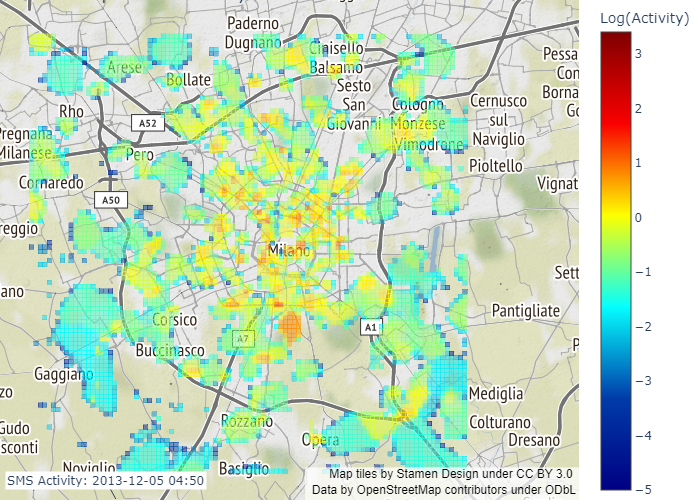 Log(Activity)
Paderno
Dugnano
Cinisello
Balsamo
Pessa
Con
Borna
Go
Arese
Bollate
Sesto
San
Giovanni
Cologno
Monzese
Cernusco
sul
Naviglio
Rho
A52
Pregnana
Milanese
Pero
Vimodrone
Pioltello
Cornaredo
Vignat
A50
reggio
Milano
Sett
ano
Pantigliate
Corsico
A7
A1
Buccinasco
P
Gaggiano
zo
Mediglia
Rozzano
Colturano
Gudo
sconti
Opera
Dresano
Noviglio
Basiglio
SMS Activity: 2013-12-05 04:50
Map tiles by Stamen Design under CC BY 3.0
Data by OpenStreetMap contributors under ODbL
3
2
1
0
−1
−2
−3
−4
−5